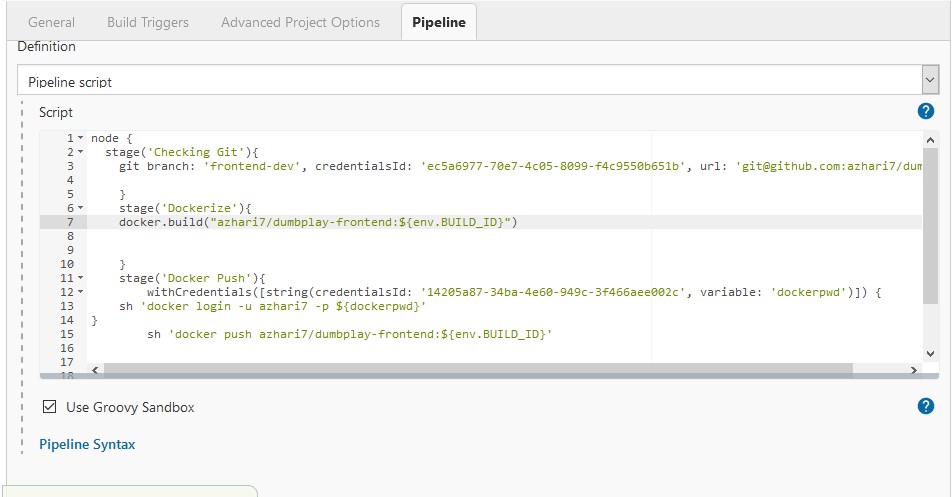 General Build Triggers Advanced Project Options Pipeline
Definition
Pipeline script
Script
1 node {
2 stage('Checking Git'){
3 git branch: 'frontend-dev', credentialsId: 'ec5a6977-70e7-4c05-8099-f4c9550b651b', url: 'git@github.com:azhari7/dum
4
5 }
6 stage('Dockerize'){
7 docker.build("azhari7/dumbplay-frontend:${env.BUILD_ID}")
8
9
10 }
11 stage('Docker Push'){
12 withCredentials([string(credentialsId: '14205a87-34ba-4e60-949c-3f466aee002c', variable: 'dockerpwd')]) {
13 sh 'docker login -u azhari7 -p ${dockerpwd}'
14 }
15 sh 'docker push azhari7/dumbplay-frontend:${env.BUILD_ID}'
16
17
18
Use Groovy Sandbox
Pipeline Syntax